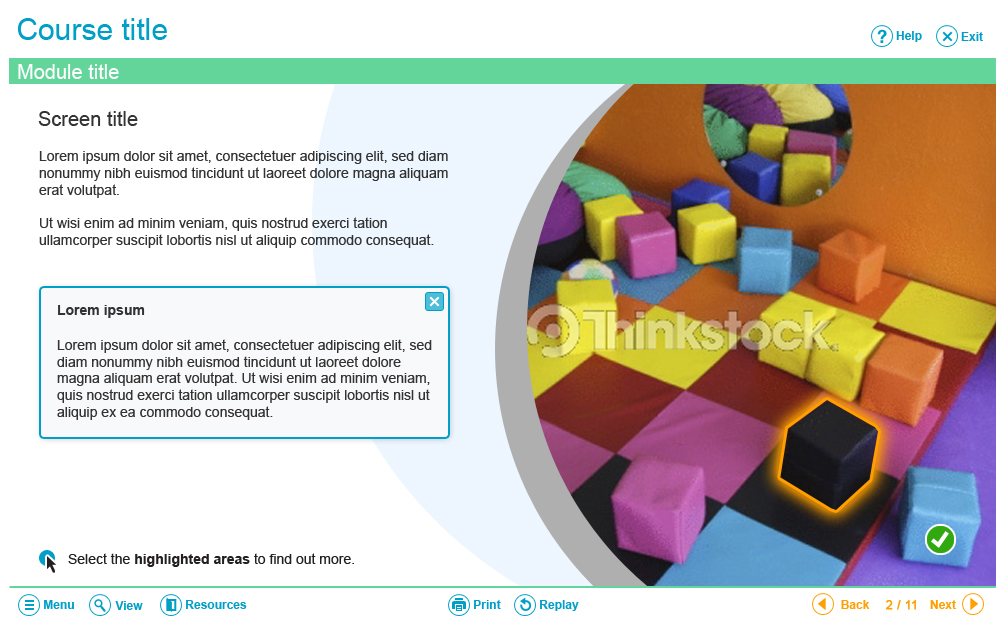 Course title
Help
Exit
Module title
Screen title
Lorem ipsum dolor sit amet, consectetuer adipiscing elit, sed diam
nonummy nibh euismod tincidunt ut laoreet dolore magna aliquam
erat volutpat.
Ut wisi enim ad minim veniam, quis nostrud exerci tation
ullamcorper suscipit lobortis nisl ut aliquip commodo consequat.
Lorem ipsum
Lorem ipsum dolor sit amet, consectetuer adipiscing elit, sed
diam nonummy nibh euismod tincidunt ut laoreet dolore
magna aliquam erat volutpat. Ut wisi enim ad minim veniam,
quis nostrud exerci tation ullamcorper suscipit lobortis nisl ut
aliquip ex ea commodo consequat.
Thinkstock
Select the highlighted areas to find out more.
Menu
View
Resources
Print
Replay
Back
2 / 11
Next